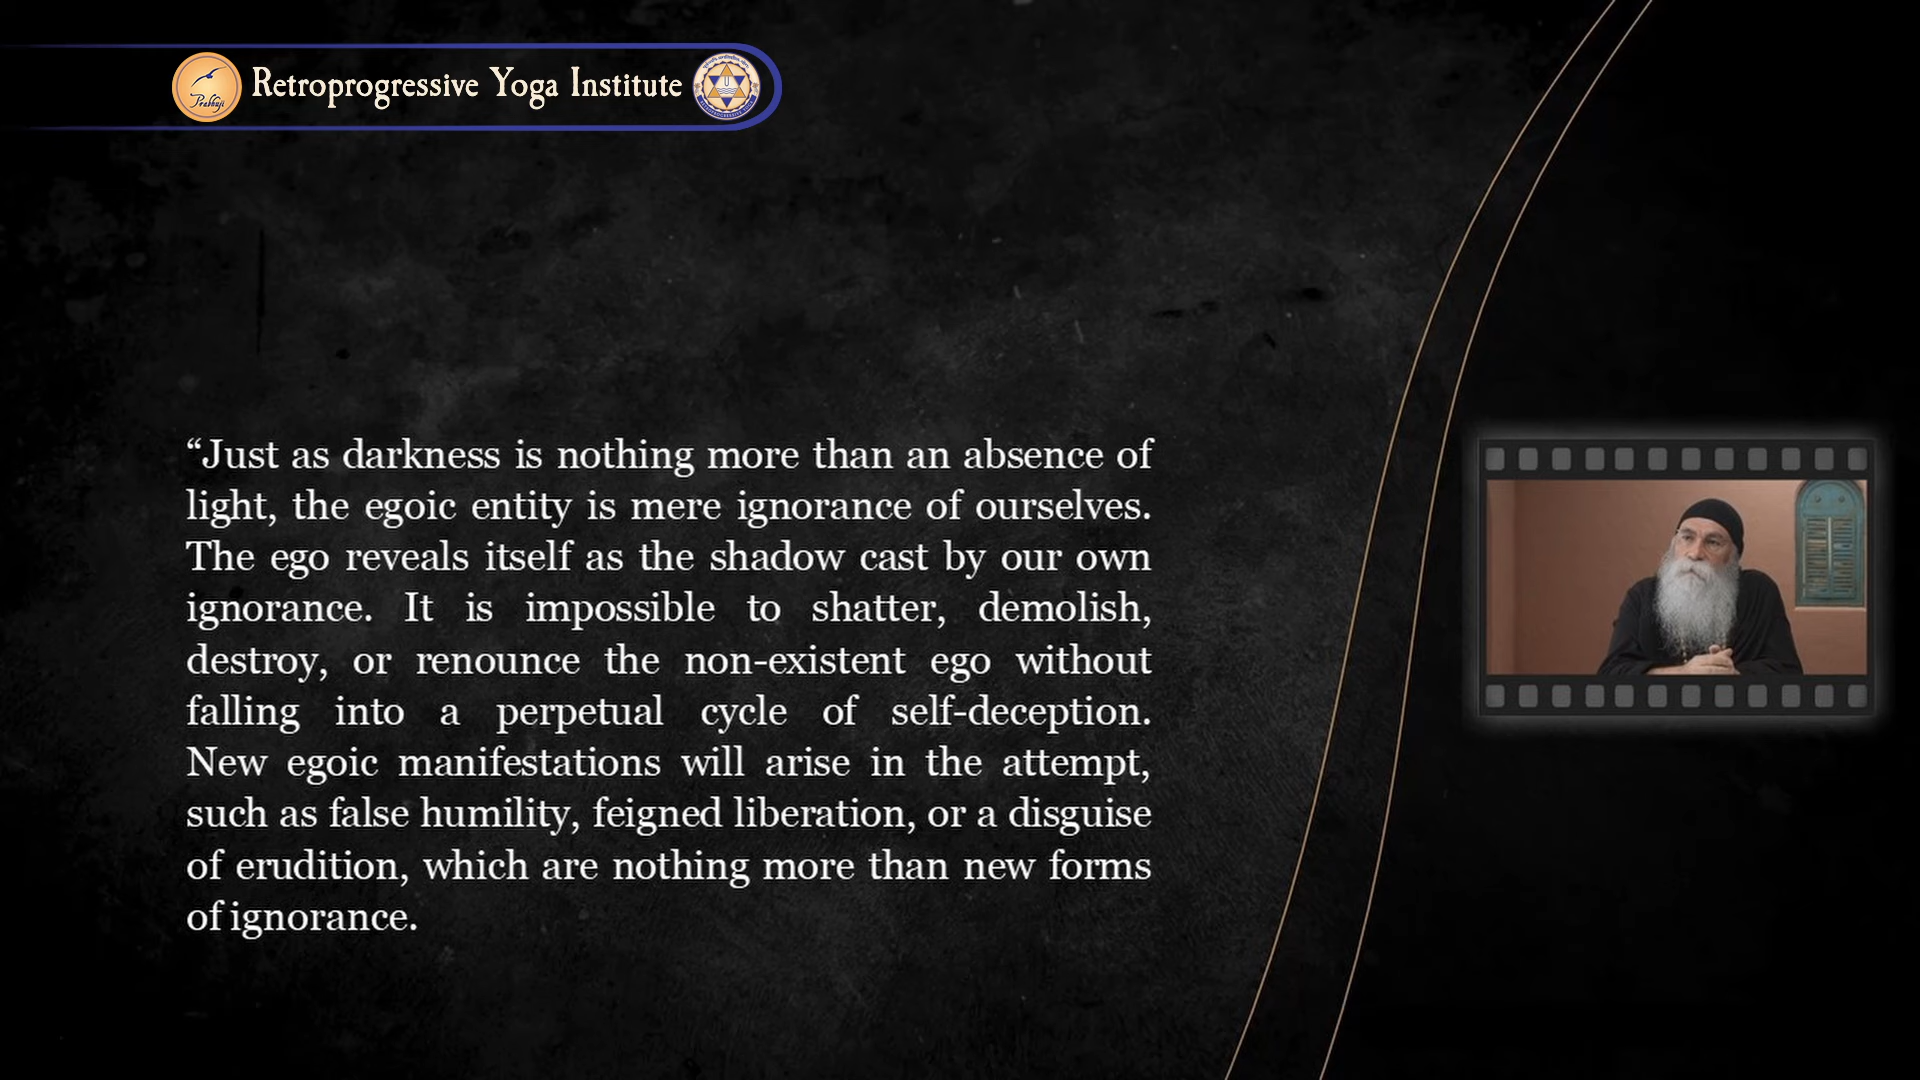 Prabhuji
Retroprogressive Yoga Institute
“Just as darkness is nothing more than an absence of
light, the egoic entity is mere ignorance of ourselves.
The ego reveals itself as the shadow cast by our own
ignorance. It is impossible to shatter, demolish,
destroy, or renounce the non-existent ego without
falling into a perpetual cycle of self-deception.
New egoic manifestations will arise in the attempt,
such as false humility, feigned liberation, or a disguise
of erudition, which are nothing more than new forms
of ignorance.